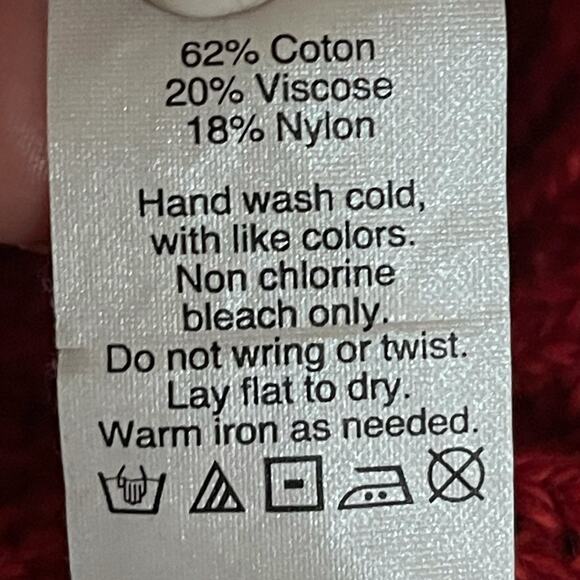 62% Coton
20% Viscose
18% Nylon
Hand wash cold,
with like colors.
Non chlorine
bleach only.
Do not wring or twist.
Lay flat to dry.
Warm iron as needed.